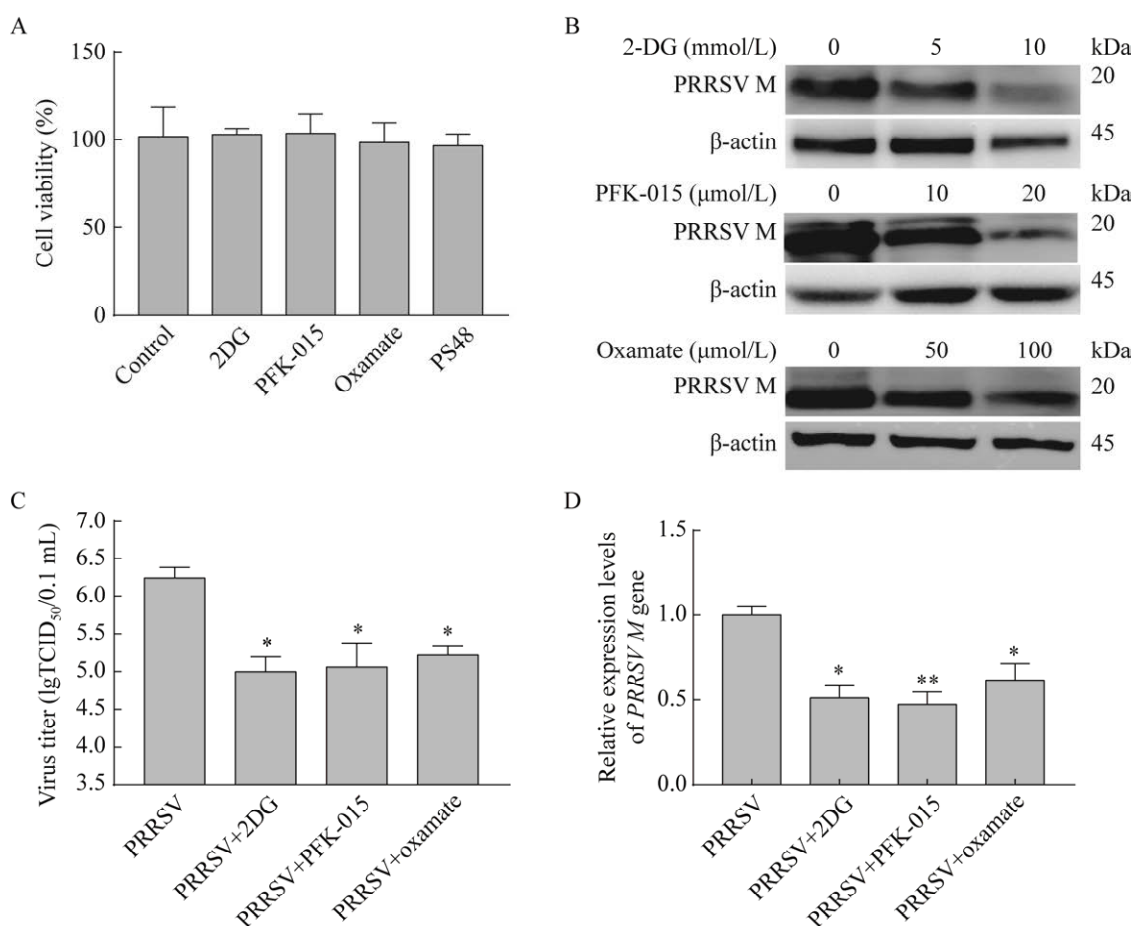 A
150
100
50
0
Cell viability (%)
Control
2DG
PFK-015
Oxamate
PS48
B
2-DG (mmol/L) 0 5 10 kDa
PRRSV M 20
β-actin 45
PFK-015 (μmol/L) 0 10 20 kDa
PRRSV M 20
β-actin 45
Oxamate (μmol/L) 0 50 100 kDa
PRRSV M 20
β-actin 45
C
7.0
6.5
6.0
5.5
5.0
4.5
4.0
3.5
Virus titer (lgTCID50/0.1 mL)
*
*
*
PRRSV
PRRSV+2DG
PRRSV+PFK-015
PRRSV+oxamate
D
1.5
1.0
0.5
0.0
Relative expression levels
of PRRSV M gene
*
**
*
PRRSV
PRRSV+2DG
PRRSV+PFK-015
PRRSV+oxamate